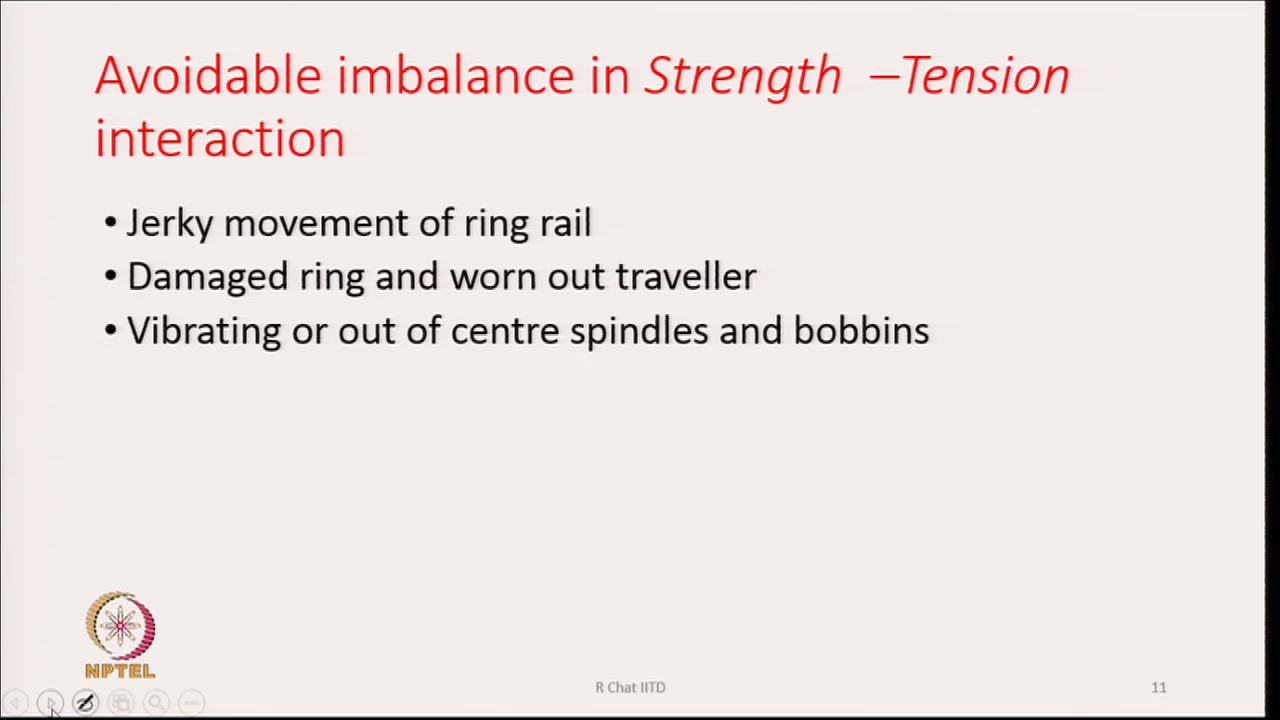 Avoidable imbalance in Strength –Tension
interaction
• Jerky movement of ring rail
• Damaged ring and worn out traveller
• Vibrating or out of centre spindles and bobbins
NPTEL
R Chat IITD
11